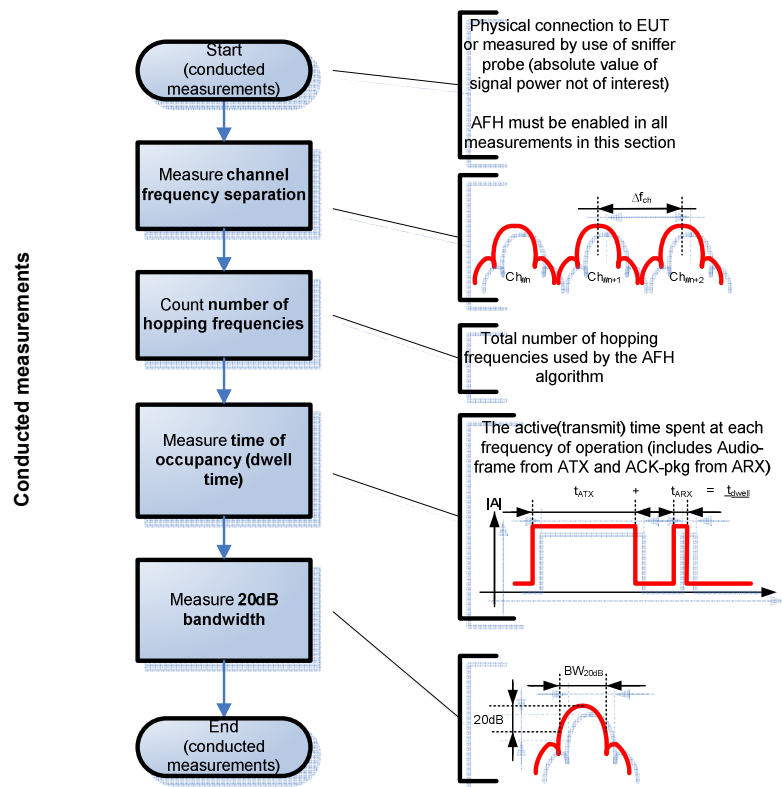 Conducted measurements
Start
(conducted
measurements)
Physical connection to EUT
or measured by use of sniffer
probe (absolute value of
signal power not of interest)
AFH must be enabled in all
measurements in this section
Measure channel
frequency separation
Δfch
Ch#n
Ch#n+1
Ch#n+2
Count number of
hopping frequencies
Total number of hopping
frequencies used by the AFH
algorithm
Measure time of
occupancy (dwell
time)
The active(transmit) time spent at each
frequency of operation (includes Audio-
frame from ATX and ACK-pkg from ARX)
|A|
tATX + tARX = tdwell
Measure 20dB
bandwidth
BW20dB
20dB
End
(conducted
measurements)